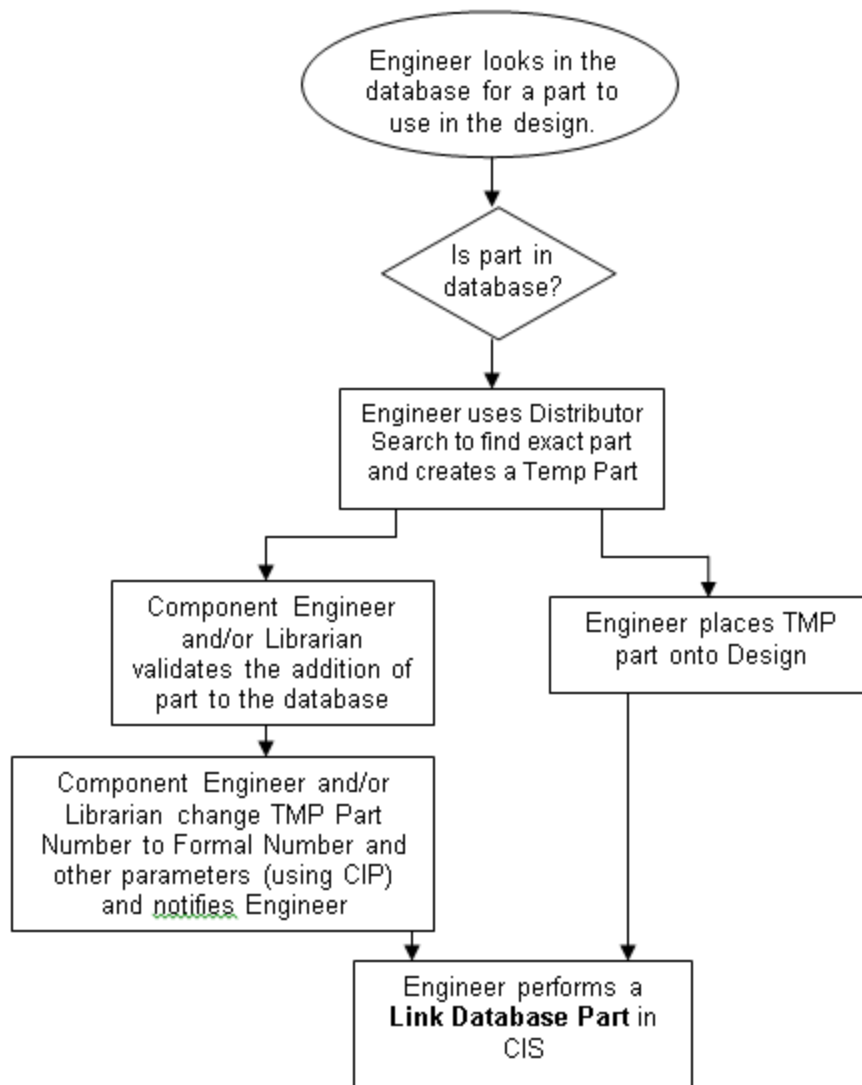 Engineer looks in the
database for a part to
use in the design.
Is part in
database?
Engineer uses Distributor
Search to find exact part
and creates a Temp Part
Component Engineer
and/or Librarian
validates the addition of
part to the database
Engineer places TMP
part onto Design
Component Engineer and/or
Librarian change TMP Part
Number to Formal Number and
other parameters (using CIP)
and notifies Engineer
Engineer performs a
Link Database Part in
CIS